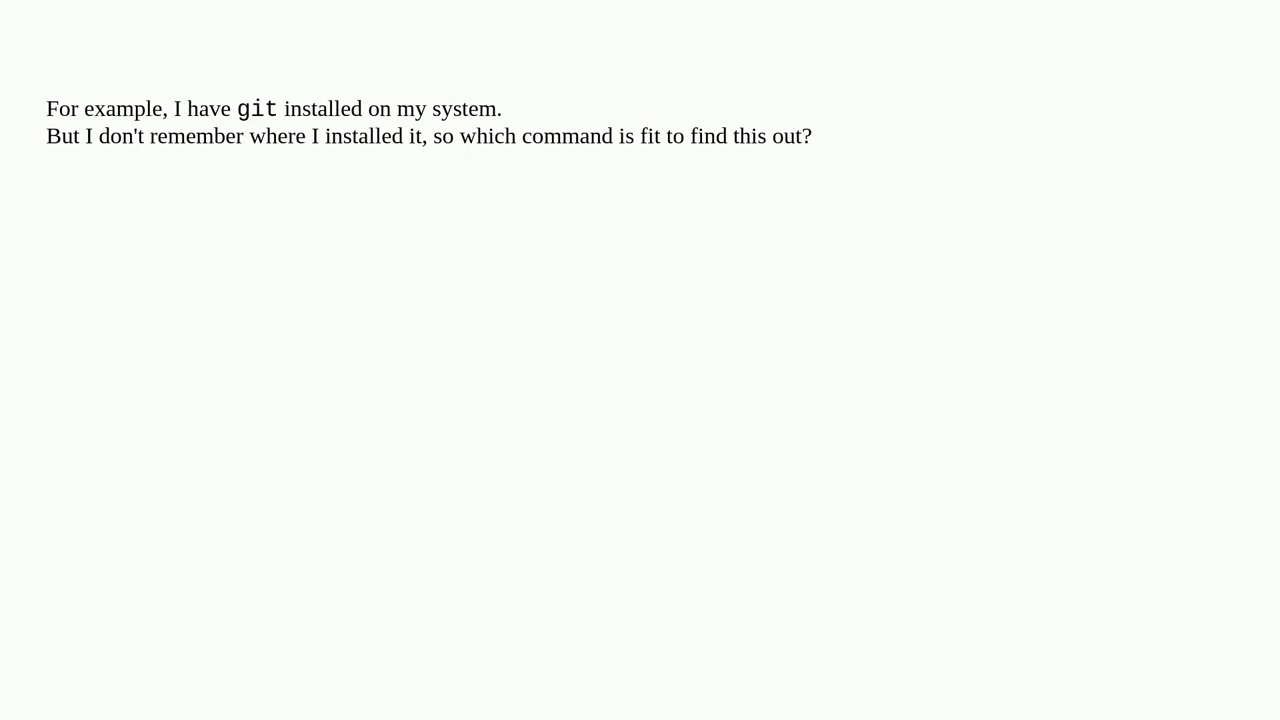 For example, I have git installed on my system.
But I don't remember where I installed it, so which command is fit to find this out?